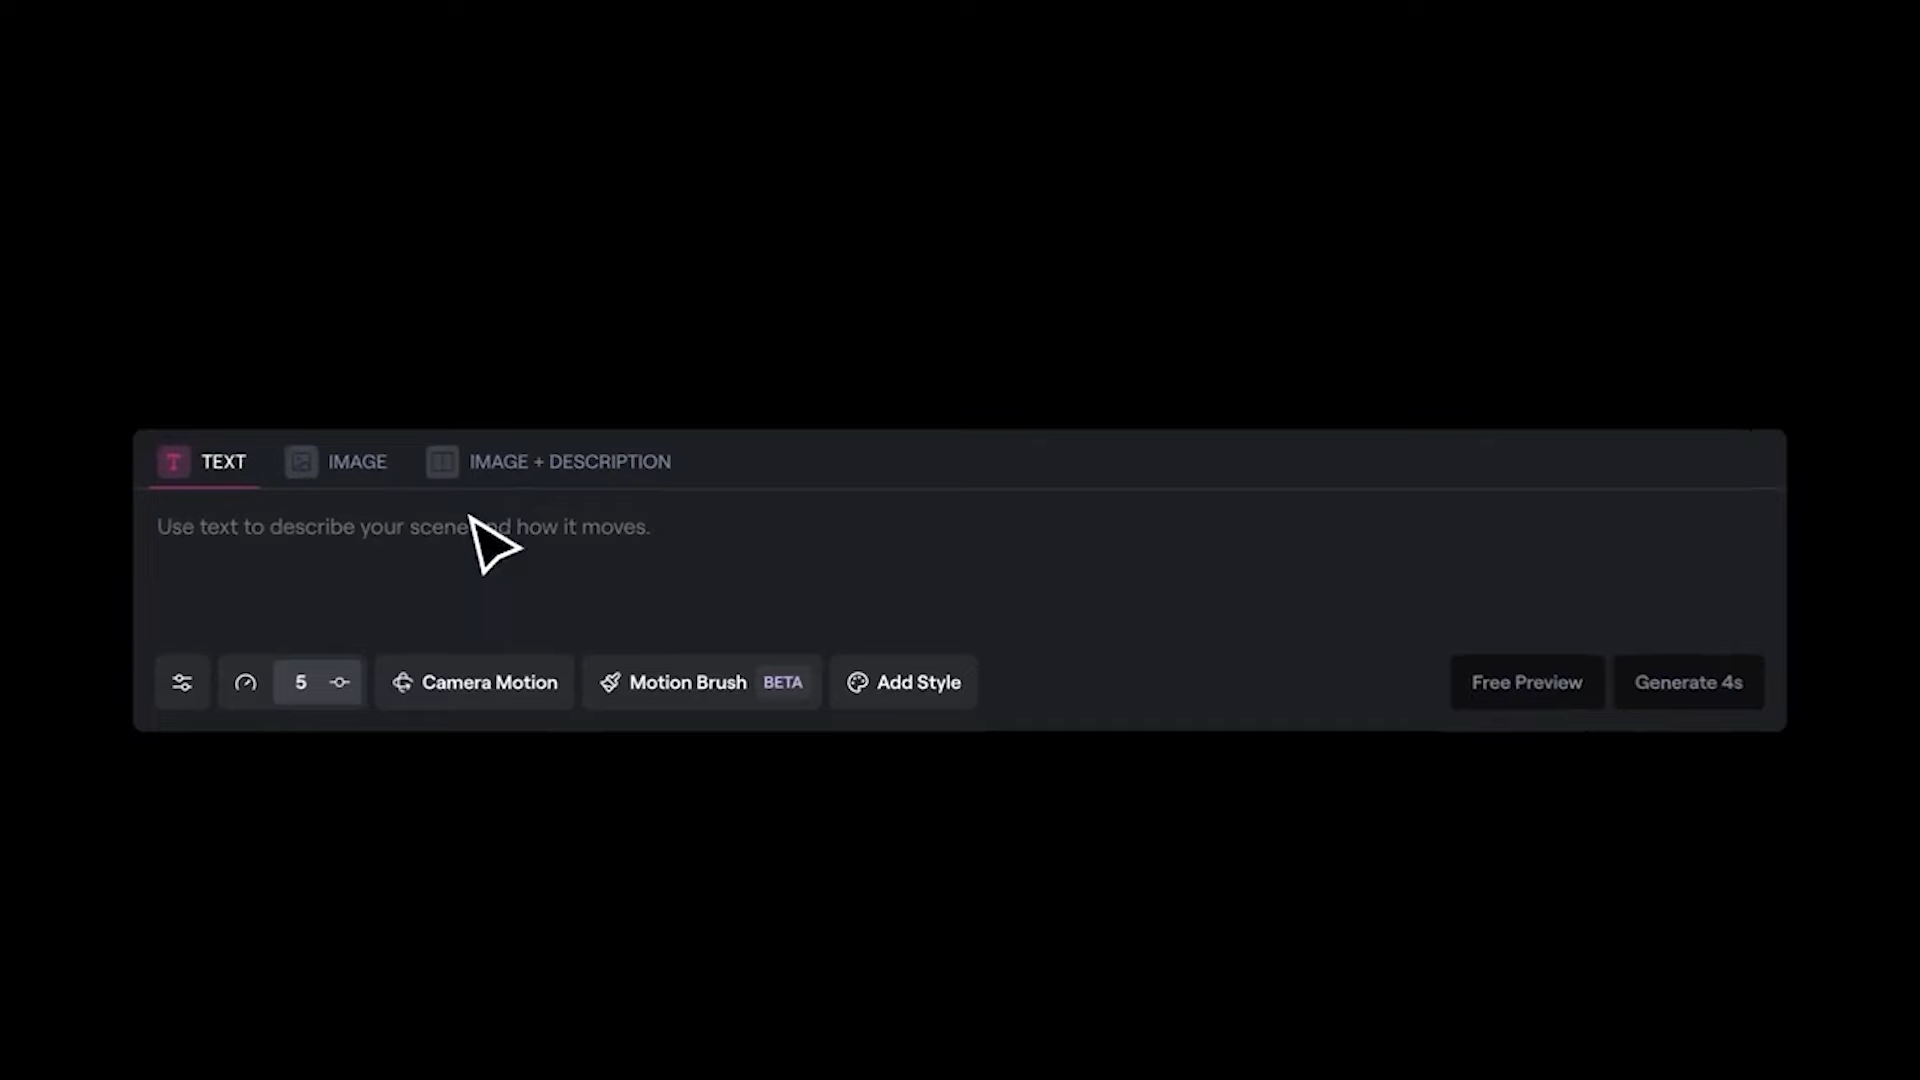 TEXT IMAGE IMAGE + DESCRIPTION
Use text to describe your scene and how it moves.
5 Camera Motion Motion Brush BETA Add Style Free Preview Generate 4s